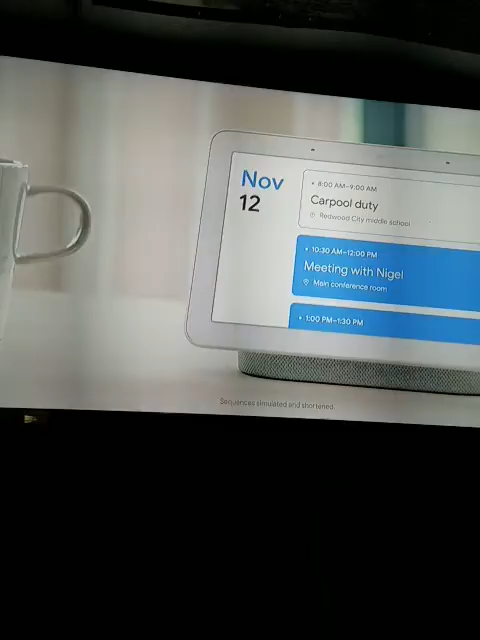 Nov
12
• 8:00 AM–9:00 AM
Carpool duty
Redwood City middle school
• 10:30 AM–12:00 PM
Meeting with Nigel
Main conference room
• 1:00 PM–1:30 PM
Sequences simulated and shortened.